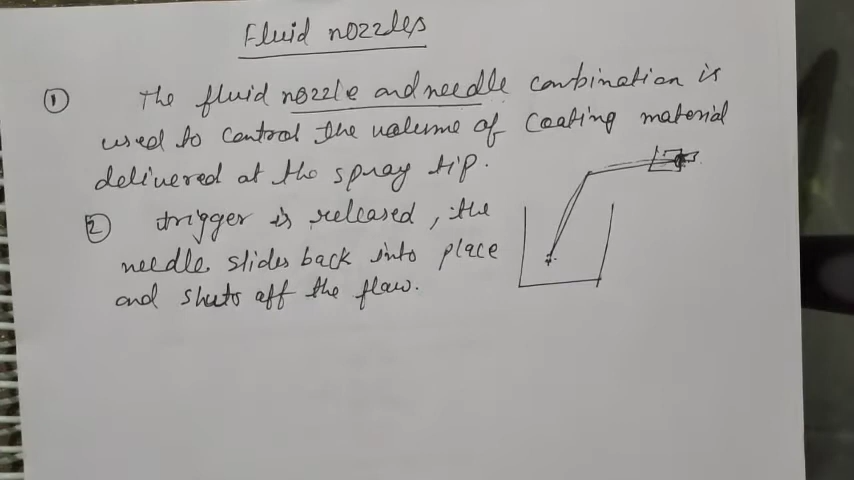 Fluid nozzles
① The fluid nozzle and needle combination is
used to control the volume of coating material
delivered at the spray tip.
② trigger is released, the
needle slides back into place
and shuts off the flow.